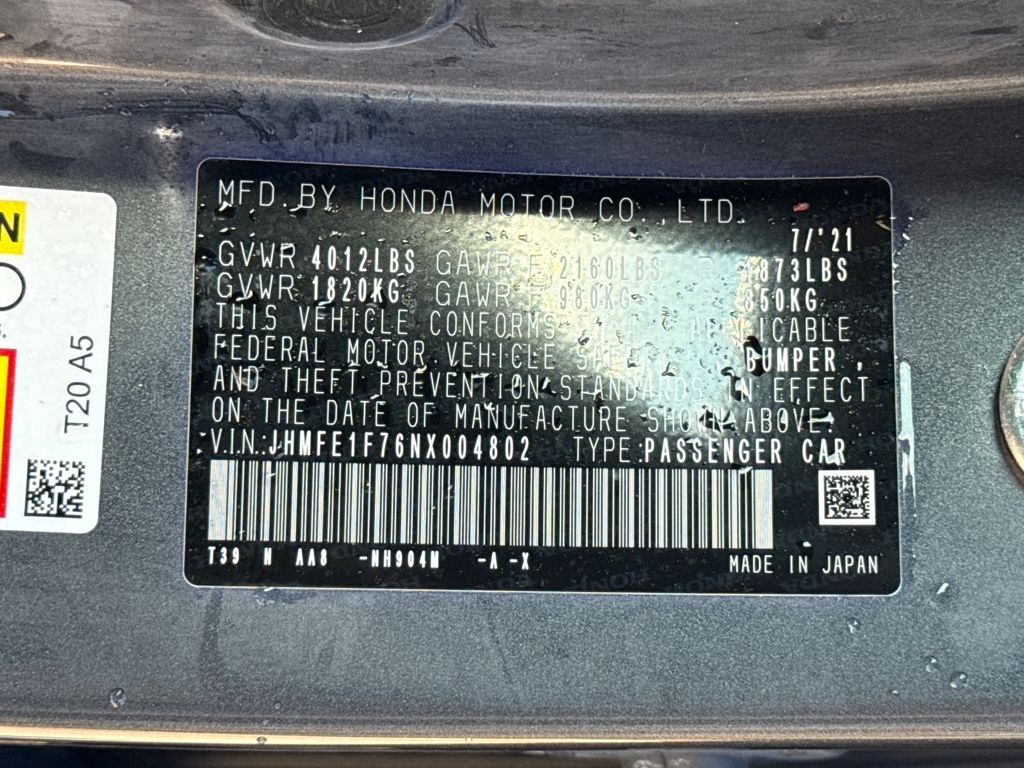 MFD. BY HONDA MOTOR CO., LTD.
7/'21
GVWR 4012LBS GAWR F 2160LBS 1873LBS
GVWR 1820KG GAWR F 980KG 850KG
THIS VEHICLE CONFORMS APPLICABLE
FEDERAL MOTOR VEHICLE BUMPER,
AND THEFT PREVENTION STANDARDS IN EFFECT
ON THE DATE OF MANUFACTURE SHOWN ABOVE.
V.I.N.:JHMFE1F76NX004802 TYPE:PASSENGER CAR
T39 N AA8 -NH904M -A -X
MADE IN JAPAN
N
T20 A5